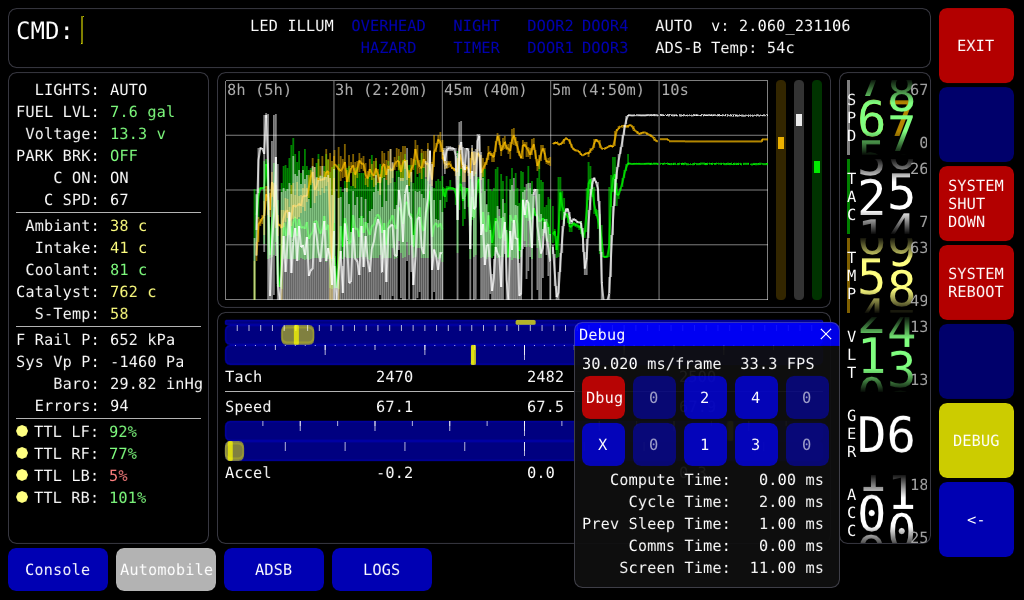 CMD:
LED ILLUM OVERHEAD NIGHT DOOR2 DOOR4 AUTO v: 2.060_231106
HAZARD TIMER DOOR1 DOOR3 ADS-B Temp: 54c
EXIT
LIGHTS: AUTO
FUEL LVL: 7.6 gal
Voltage: 13.3 v
PARK BRK: OFF
C ON: ON
C SPD: 67
Ambiant: 38 c
Intake: 41 c
Coolant: 81 c
Catalyst: 762 c
S-Temp: 58
F Rail P: 652 kPa
Sys Vp P: -1460 Pa
Baro: 29.82 inHg
Errors: 94
TTL LF: 92%
TTL RF: 77%
TTL LB: 5%
TTL RB: 101%
8h (5h) 3h (2:20m) 45m (40m) 5m (4:50m) 10s
Tach 2470 2482
Speed 67.1 67.5
Accel -0.2 0.0
Debug
30.020 ms/frame 33.3 FPS
Dbug 0 2 4 0
X 0 1 3 0
Compute Time: 0.00 ms
Cycle Time: 2.00 ms
Prev Sleep Time: 1.00 ms
Comms Time: 0.00 ms
Screen Time: 11.00 ms
SPD 67 67 0
TAC 25 26 7
TMP 58 63 49
VLT 13 13 13
GER D6
ACC 00 18 25
SYSTEM
SHUT
DOWN
SYSTEM
REBOOT
DEBUG
<-
Console Automobile ADSB LOGS